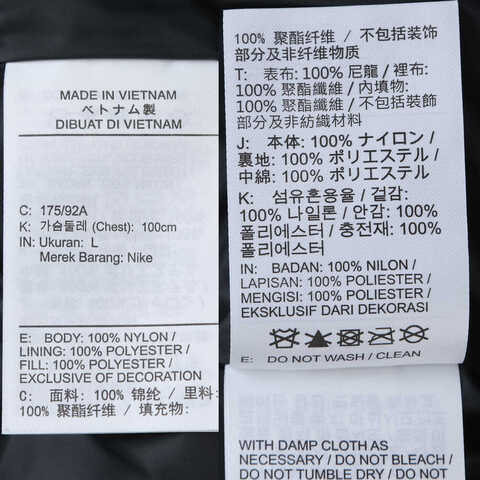 MADE IN VIETNAM
ベトナム製
DIBUAT DI VIETNAM
C: 175/92A
K: 가슴둘레 (Chest): 100cm
IN: Ukuran: L
Merek Barang: Nike
E: BODY: 100% NYLON /
LINING: 100% POLYESTER /
FILL: 100% POLYESTER /
EXCLUSIVE OF DECORATION
C: 面料: 100% 锦纶 / 里料:
100% 聚酯纤维 / 填充物:
100% 聚酯纤维 / 不包括装饰
部分及非纤维物质
T: 表布: 100% 尼龍 / 裡布:
100% 聚酯纖維 / 內填物:
100% 聚酯纖維 / 不包括裝飾
部分及非紡織材料
J: 本体: 100% ナイロン /
裏地: 100% ポリエステル /
中綿: 100% ポリエステル
K: 섬유혼용율 / 겉감:
100% 나일론 / 안감: 100%
폴리에스터 / 충전재: 100%
폴리에스터
IN: BADAN: 100% NILON /
LAPISAN: 100% POLIESTER /
MENGISI: 100% POLIESTER /
EKSKLUSIF DARI DEKORASI
E: DO NOT WASH / CLEAN
WITH DAMP CLOTH AS
NECESSARY / DO NOT BLEACH /
DO NOT TUMBLE DRY / DO NOT